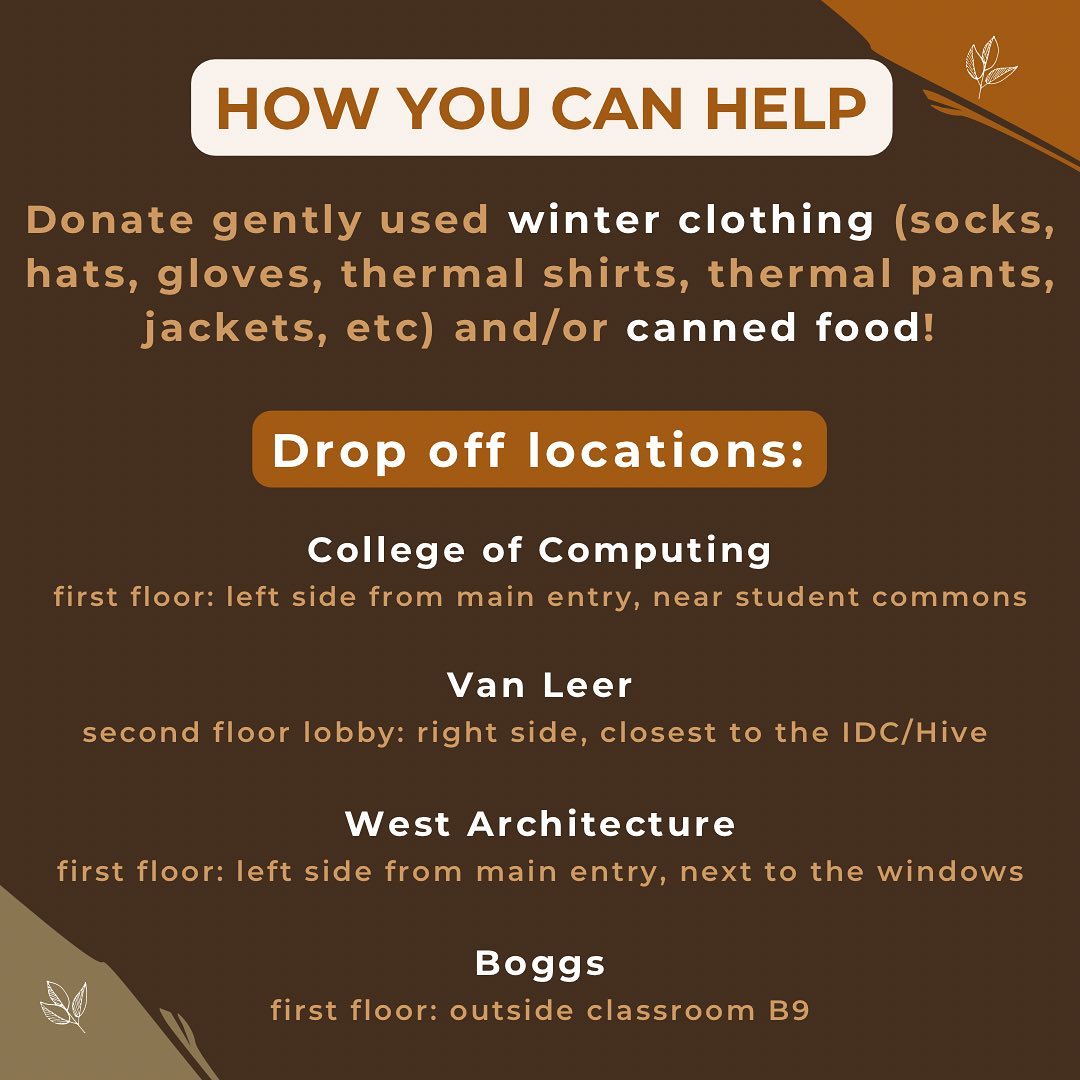 HOW YOU CAN HELP
Donate gently used winter clothing (socks,
hats, gloves, thermal shirts, thermal pants,
jackets, etc) and/or canned food!
Drop off locations:
College of Computing
first floor: left side from main entry, near student commons
Van Leer
second floor lobby: right side, closest to the IDC/Hive
West Architecture
first floor: left side from main entry, next to the windows
Boggs
first floor: outside classroom B9